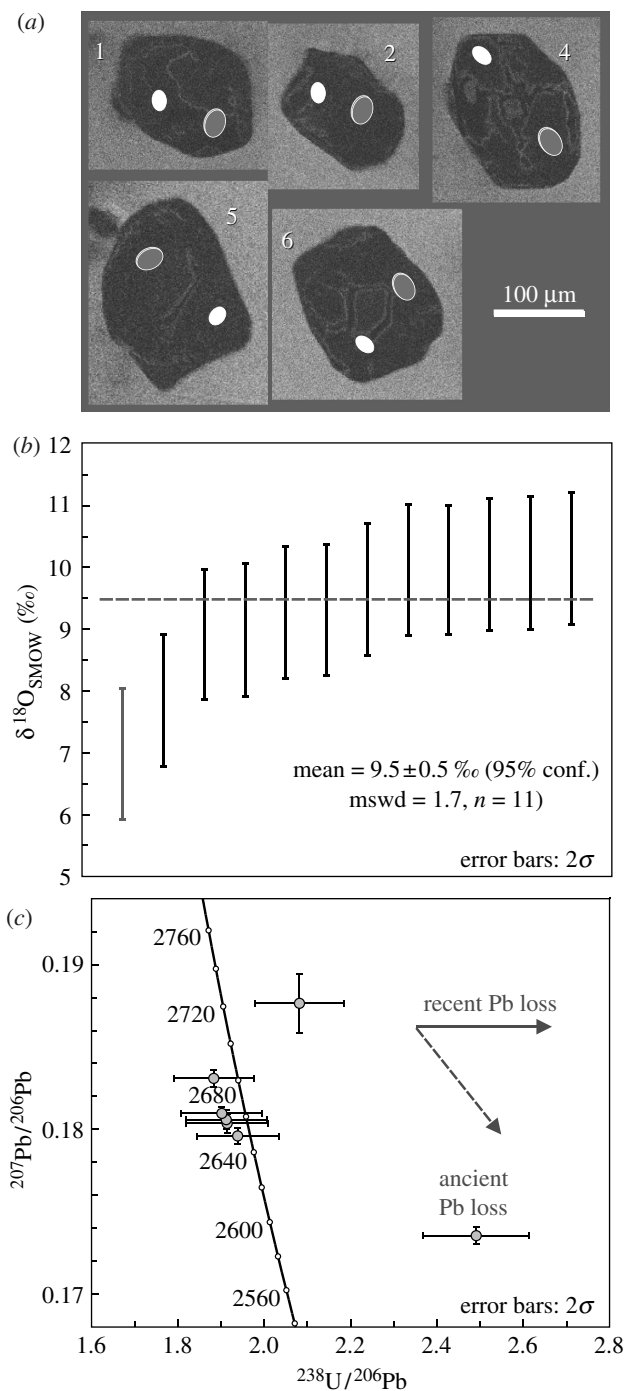 (a)
1
2
4
5
6
100 μm
(b)
12
11
10
9
8
7
6
5
δ ¹⁸O_SMOW (‰)
mean = 9.5 ± 0.5 ‰ (95% conf.)
mswd = 1.7, n = 11)
error bars: 2σ
(c)
0.19
0.18
0.17
²⁰⁷Pb/²⁰⁶Pb
2760
2720
2680
2640
2600
2560
recent Pb loss
ancient
Pb loss
error bars: 2σ
1.6 1.8 2.0 2.2 2.4 2.6 2.8
²³⁸U/²⁰⁶Pb